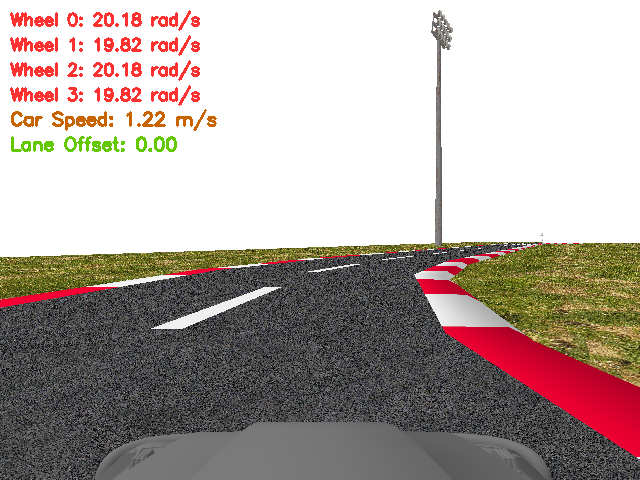 Wheel 0: 20.18 rad/s
Wheel 1: 19.82 rad/s
Wheel 2: 20.18 rad/s
Wheel 3: 19.82 rad/s
Car Speed: 1.22 m/s
Lane Offset: 0.00